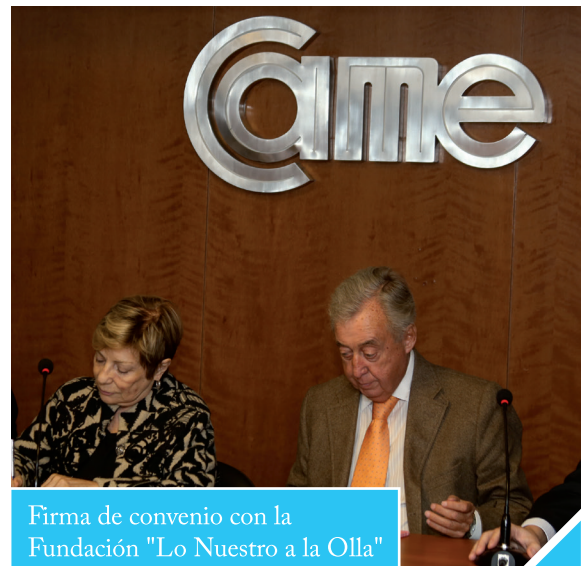 Came
Firma de convenio con la
Fundación "Lo Nuestro a la Olla"